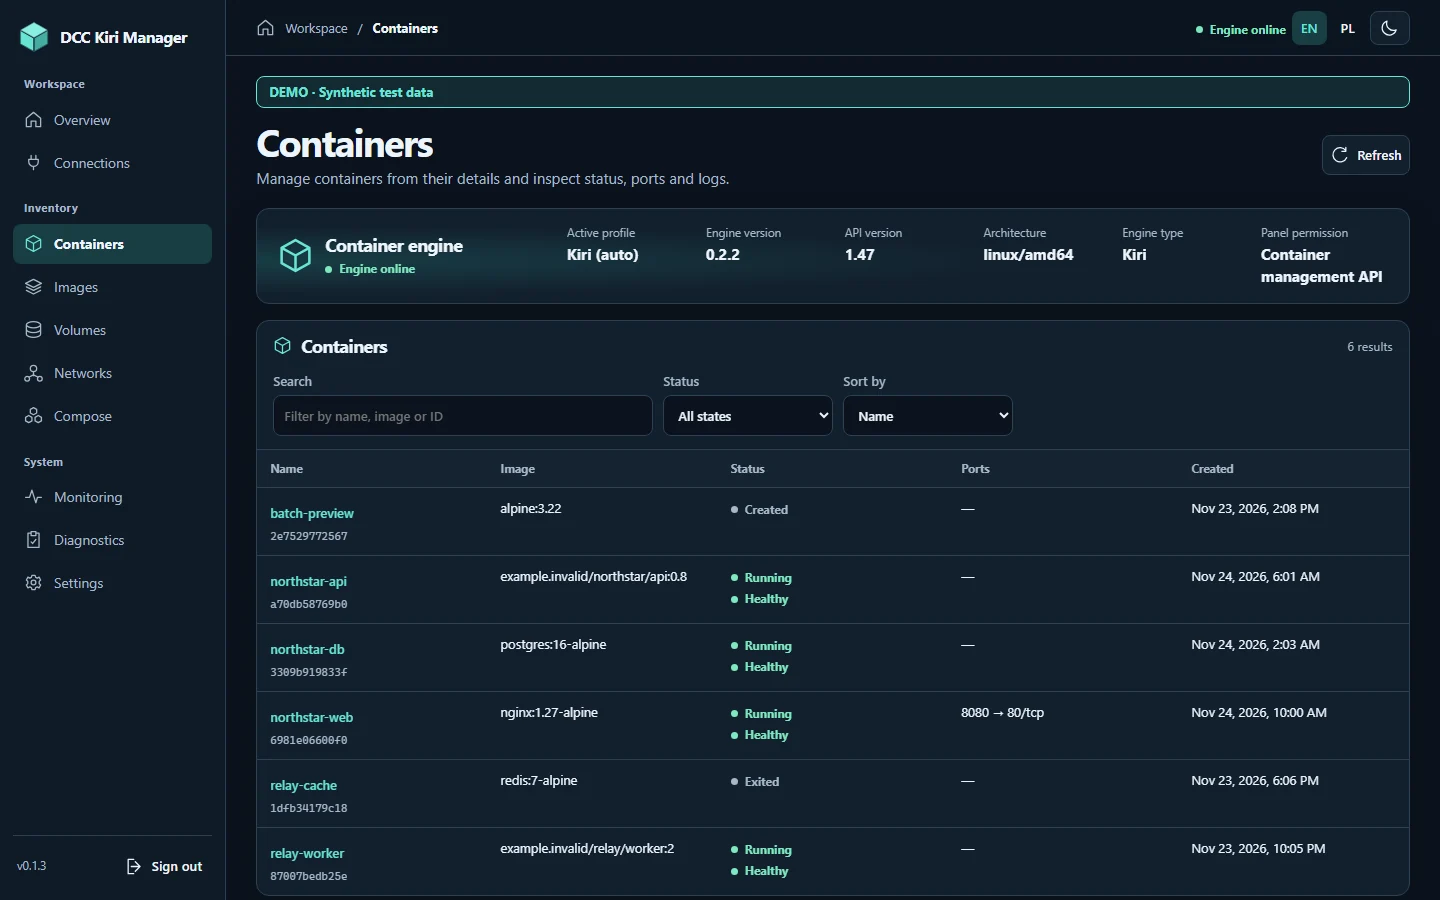 DCC Kiri Manager
Workspace
Overview
Connections
Inventory
Containers
Images
Volumes
Networks
Compose
System
Monitoring
Diagnostics
Settings
v0.1.3
Sign out
Workspace / Containers
Engine online
EN
PL
DEMO · Synthetic test data
Containers
Manage containers from their details and inspect status, ports and logs.
Refresh
Container engine
Engine online
Active profile
Kiri (auto)
Engine version
0.2.2
API version
1.47
Architecture
linux/amd64
Engine type
Kiri
Panel permission
Container
management API
Containers
6 results
Search
Filter by name, image or ID
Status
All states
Sort by
Name
Name Image Status Ports Created
batch-preview alpine:3.22 Created — Nov 23, 2026, 2:08 PM
2e7529772567
northstar-api example.invalid/northstar/api:0.8 Running — Nov 24, 2026, 6:01 AM
a70db58769b0 Healthy
northstar-db postgres:16-alpine Running — Nov 24, 2026, 2:03 AM
3309b919833f Healthy
northstar-web nginx:1.27-alpine Running 8080 → 80/tcp Nov 24, 2026, 10:00 AM
6981e06600f0 Healthy
relay-cache redis:7-alpine Exited — Nov 23, 2026, 6:06 PM
1dfb34179c18
relay-worker example.invalid/relay/worker:2 Running — Nov 23, 2026, 10:05 PM
87007bedb25e Healthy